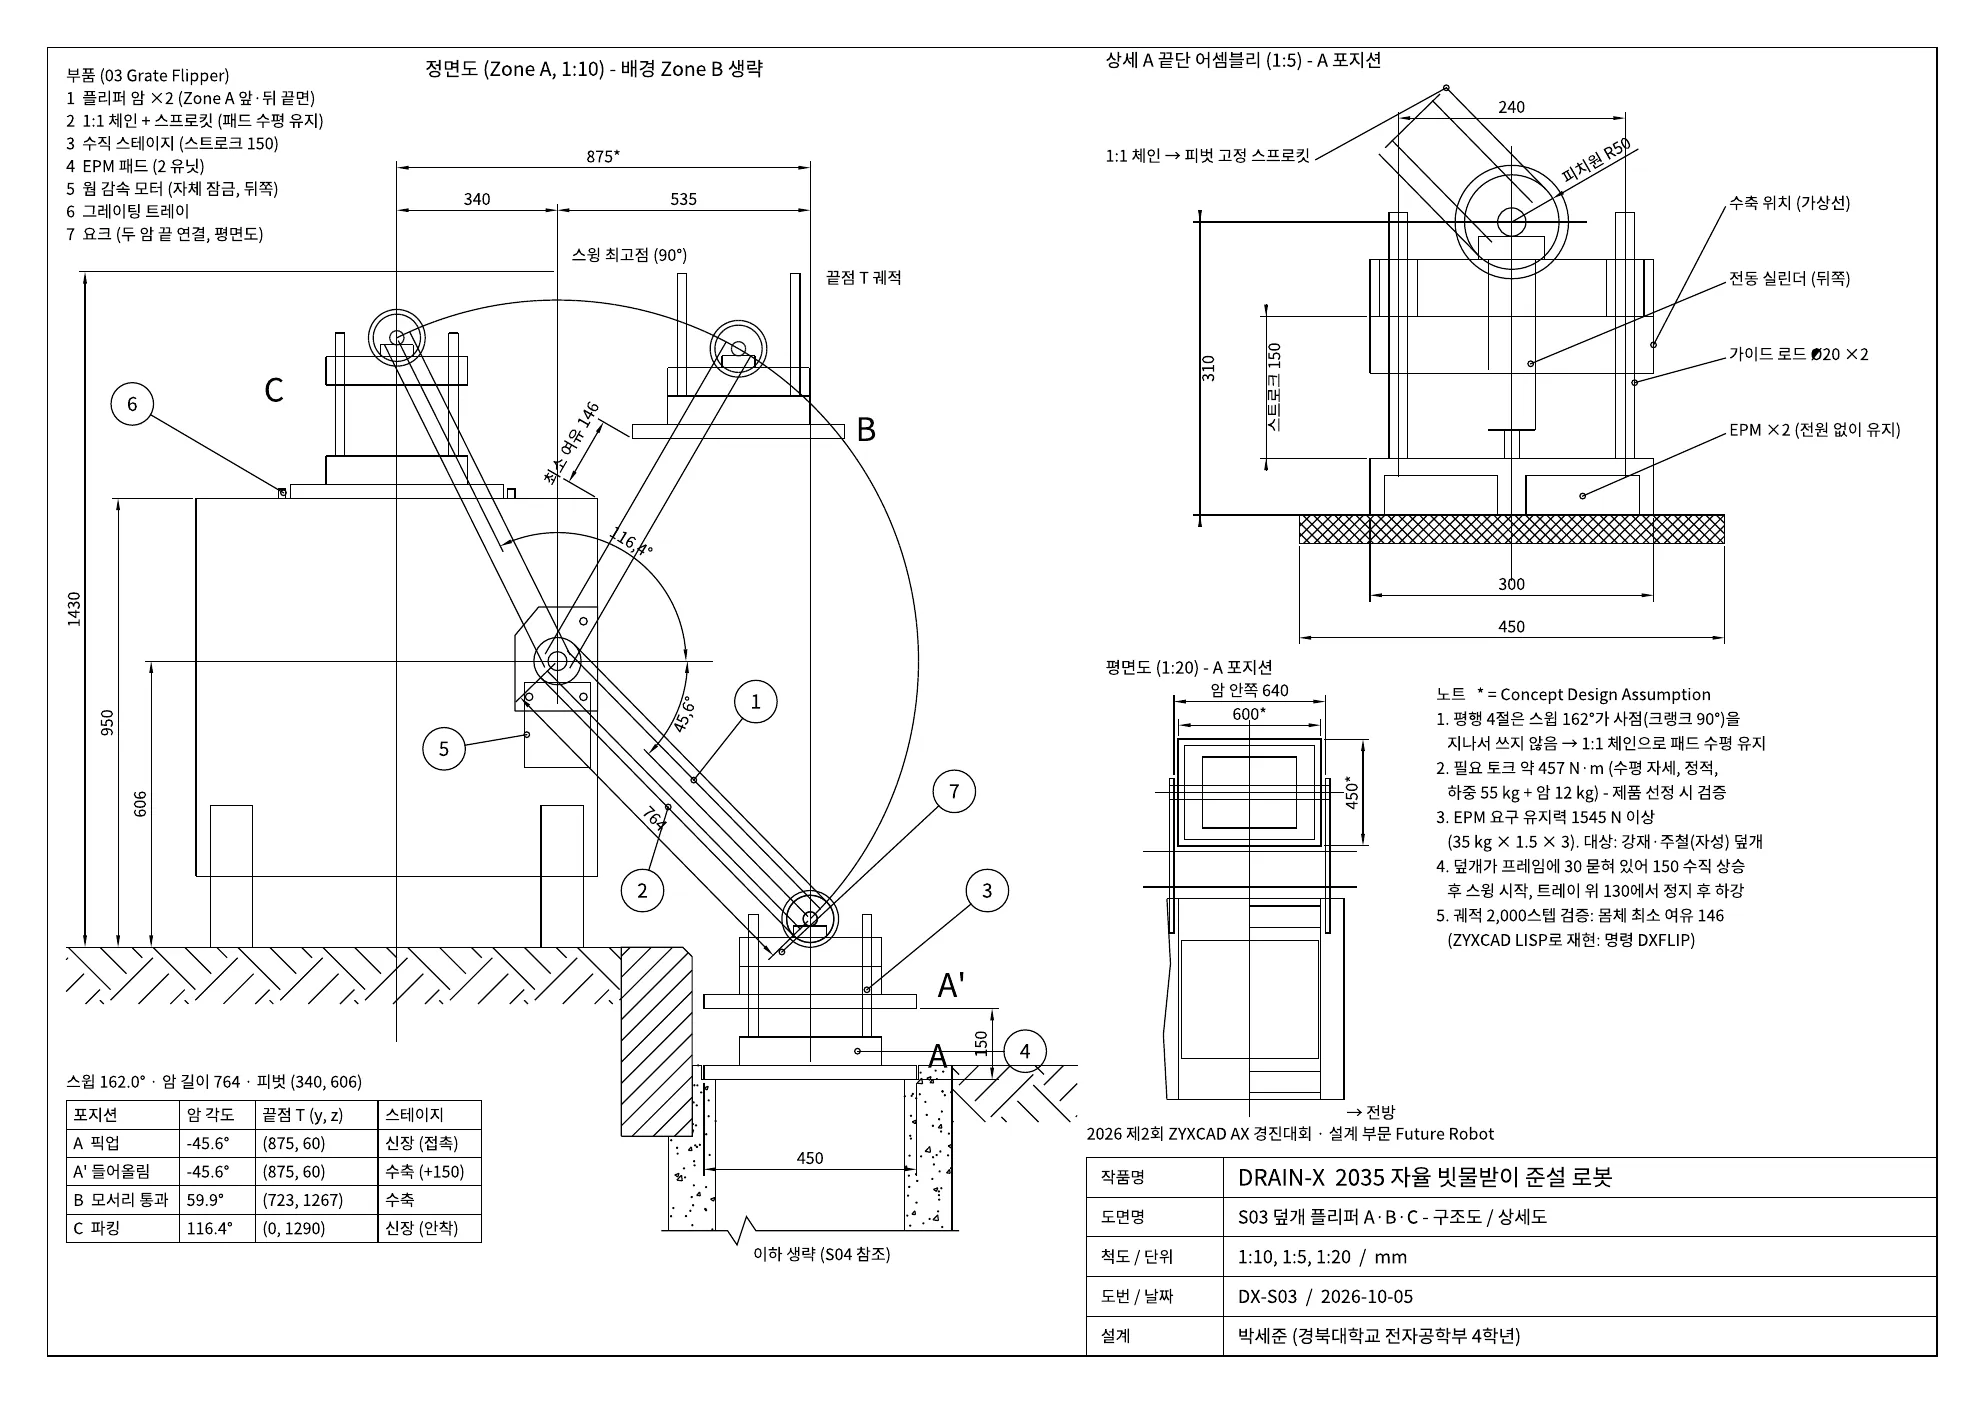 부품 (03 Grate Flipper)
1 플리퍼 암 ×2 (Zone A 앞·뒤 끝면)
2 1:1 체인 + 스프로킷 (패드 수평 유지)
3 수직 스테이지 (스트로크 150)
4 EPM 패드 (2 유닛)
5 웜 감속 모터 (자체 잠금, 뒤쪽)
6 그레이팅 트레이
7 요크 (두 암 끝 연결, 평면도)
정면도 (Zone A, 1:10) - 배경 Zone B 생략
875*
340
535
스윙 최고점 (90°)
끝점 T 궤적
C
B
6
최소 여유 146
116,4°
1430
950
606
45,6°
1
5
764
7
2
3
A'
A
150
4
450
이하 생략 (S04 참조)
스윕 162.0° · 암 길이 764 · 피벗 (340, 606)
포지션 암 각도 끝점 T (y, z) 스테이지
A 픽업 -45.6° (875, 60) 신장 (접촉)
A' 들어올림 -45.6° (875, 60) 수축 (+150)
B 모서리 통과 59.9° (723, 1267) 수축
C 파킹 116.4° (0, 1290) 신장 (안착)
상세 A 끝단 어셈블리 (1:5) - A 포지션
240
1:1 체인 → 피벗 고정 스프로킷
피치원 R50
수축 위치 (가상선)
전동 실린더 (뒤쪽)
가이드 로드 Ø20 ×2
EPM ×2 (전원 없이 유지)
310
스트로크 150
300
450
평면도 (1:20) - A 포지션
암 안쪽 640
600*
450*
→ 전방
노트 * = Concept Design Assumption
1. 평행 4절은 스윕 162°가 사점(크랭크 90°)을
지나서 쓰지 않음 → 1:1 체인으로 패드 수평 유지
2. 필요 토크 약 457 N·m (수평 자세, 정적,
하중 55 kg + 암 12 kg) - 제품 선정 시 검증
3. EPM 요구 유지력 1545 N 이상
(35 kg × 1.5 × 3). 대상: 강재·주철(자성) 덮개
4. 덮개가 프레임에 30 묻혀 있어 150 수직 상승
후 스윙 시작, 트레이 위 130에서 정지 후 하강
5. 궤적 2,000스텝 검증: 몸체 최소 여유 146
(ZYXCAD LISP로 재현: 명령 DXFLIP)
2026 제2회 ZYXCAD AX 경진대회 · 설계 부문 Future Robot
작품명 DRAIN-X 2035 자율 빗물받이 준설 로봇
도면명 S03 덮개 플리퍼 A·B·C - 구조도 / 상세도
척도 / 단위 1:10, 1:5, 1:20 / mm
도번 / 날짜 DX-S03 / 2026-10-05
설계 박세준 (경북대학교 전자공학부 4학년)